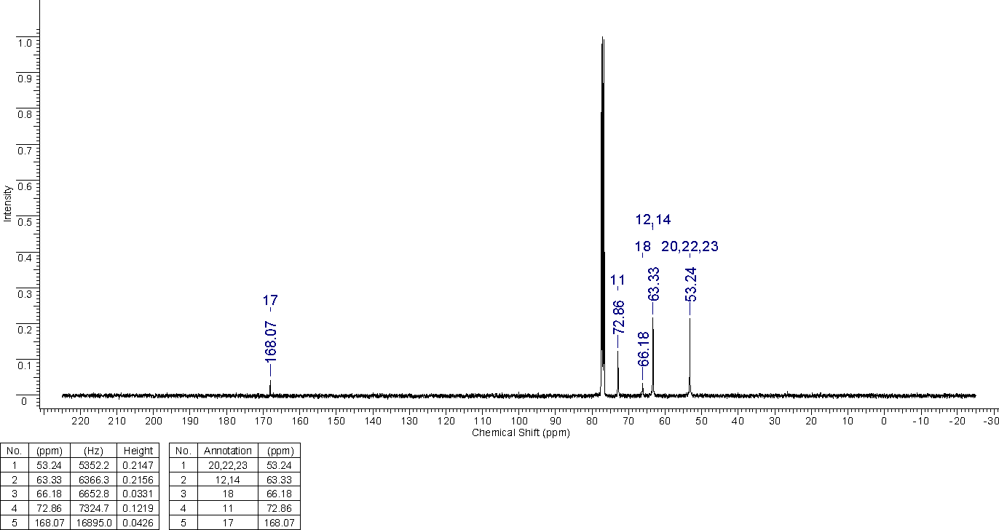 1.0
0.9
0.8
0.7
0.6
0.5
0.4
0.3
0.2
0.1
0
Intensity
12,14
18 20,22,23
11
17
63.33
53.24
72.86
66.18
168.07
220 210 200 190 180 170 160 150 140 130 120 110 100 90 80 70 60 50 40 30 20 10 0 -10 -20 -30
Chemical Shift (ppm)
No. (ppm) (Hz) Height
1 53.24 5352.2 0.2147
2 63.33 6366.3 0.2156
3 66.18 6652.8 0.0331
4 72.86 7324.7 0.1219
5 168.07 16895.0 0.0426
No. Annotation (ppm)
1 20,22,23 53.24
2 12,14 63.33
3 18 66.18
4 11 72.86
5 17 168.07